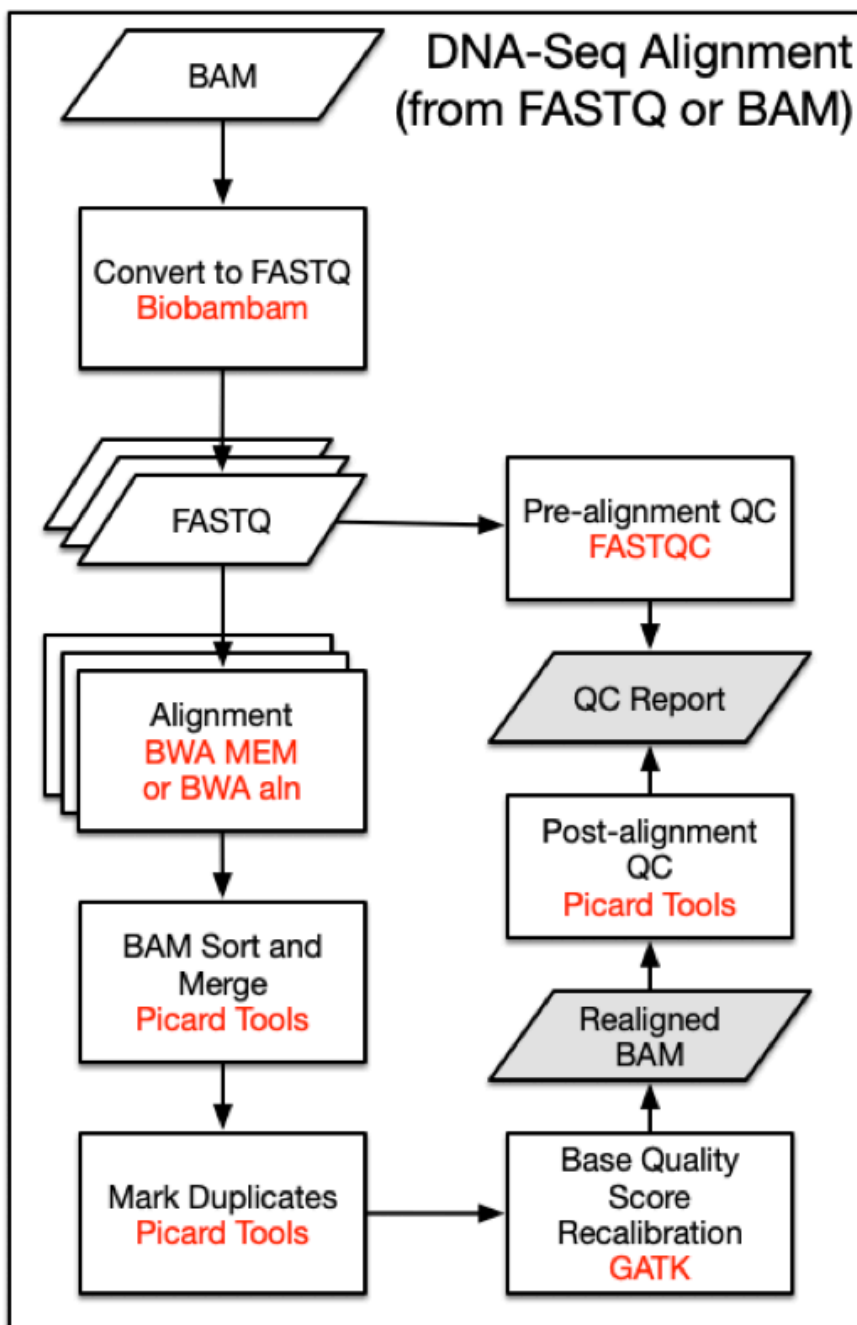 DNA-Seq Alignment
(from FASTQ or BAM)
BAM
Convert to FASTQ
Biobambam
FASTQ
Pre-alignment QC
FASTQC
QC Report
Alignment
BWA MEM
or BWA aln
Post-alignment
QC
Picard Tools
BAM Sort and
Merge
Picard Tools
Realigned
BAM
Mark Duplicates
Picard Tools
Base Quality
Score
Recalibration
GATK